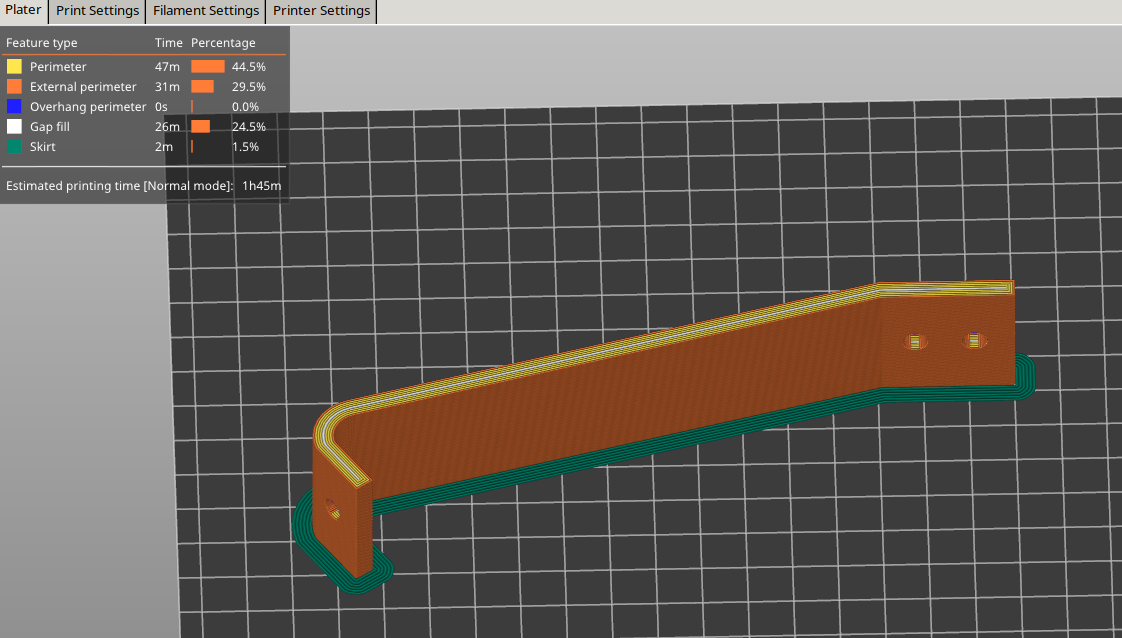 Plater Print Settings Filament Settings Printer Settings
Feature type Time Percentage
Perimeter 47m 44.5%
External perimeter 31m 29.5%
Overhang perimeter 0s 0.0%
Gap fill 26m 24.5%
Skirt 2m 1.5%
Estimated printing time [Normal mode]: 1h45m